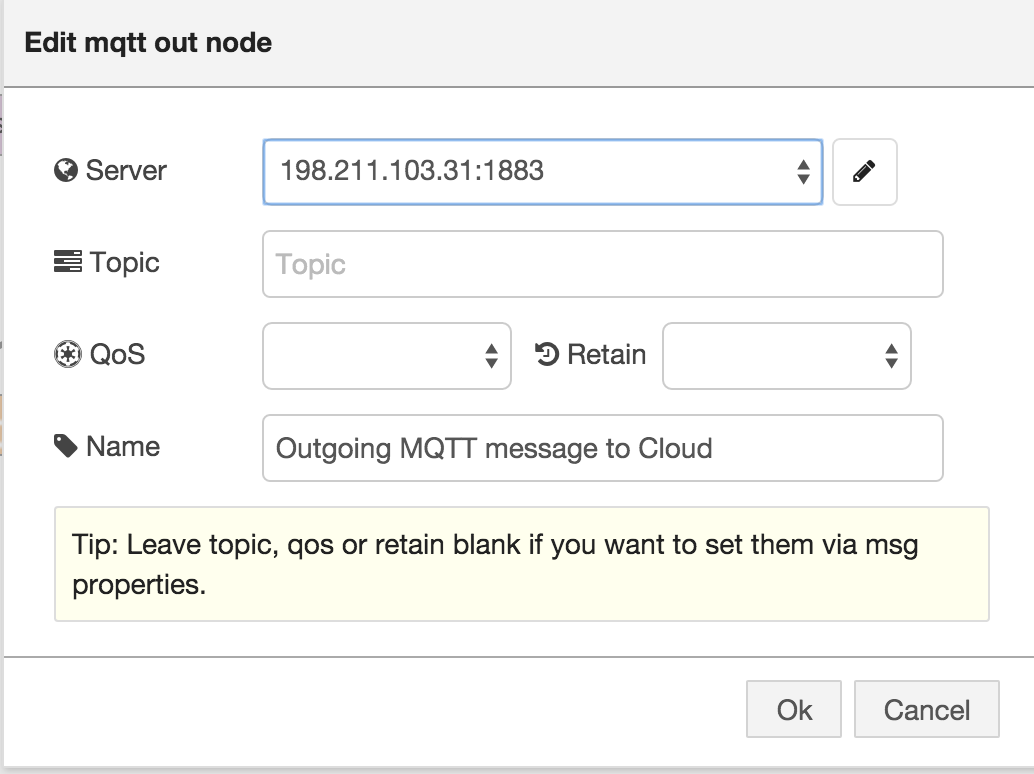 Edit mqtt out node
Server 198.211.103.31:1883
Topic Topic
QoS Retain
Name Outgoing MQTT message to Cloud
Tip: Leave topic, qos or retain blank if you want to set them via msg
properties.
Ok Cancel